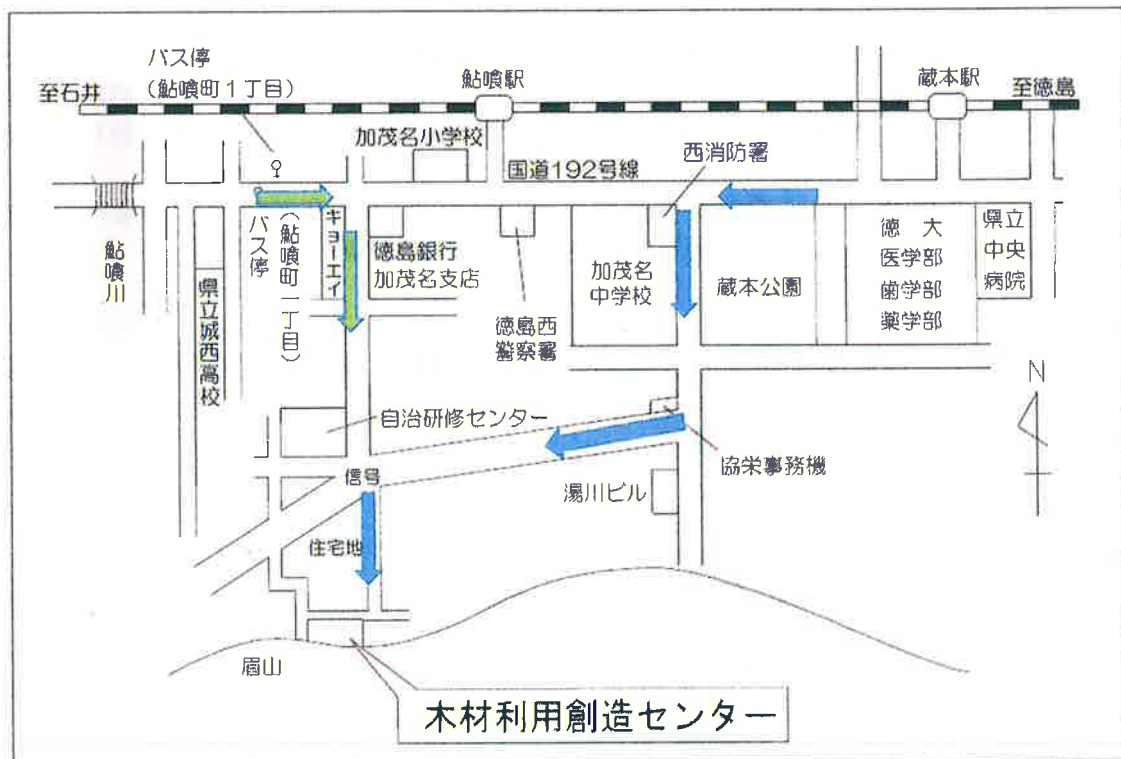 バス停
(鮎喰町１丁目)
至石井
鮎喰駅
蔵本駅
至徳島
加茂名小学校
西消防署
国道192号線
鮎喰川
県立城西高校
バス停
(鮎喰町一丁目)
キョーエイ
徳島銀行
加茂名支店
徳島西
警察署
加茂名
中学校
蔵本公園
徳大
医学部
歯学部
薬学部
県立
中央
病院
N
自治研修センター
協栄事務機
信号
湯川ビル
住宅地
眉山
木材利用創造センター